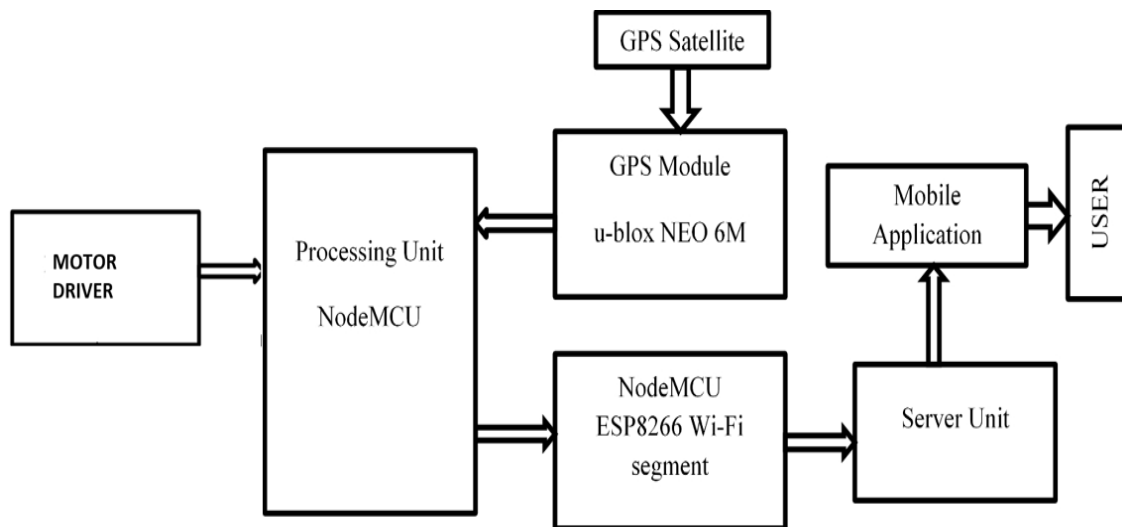 GPS Satellite
GPS Module
u-blox NEO 6M
Mobile
Application
USER
Processing Unit
NodeMCU
MOTOR
DRIVER
NodeMCU
ESP8266 Wi-Fi
segment
Server Unit